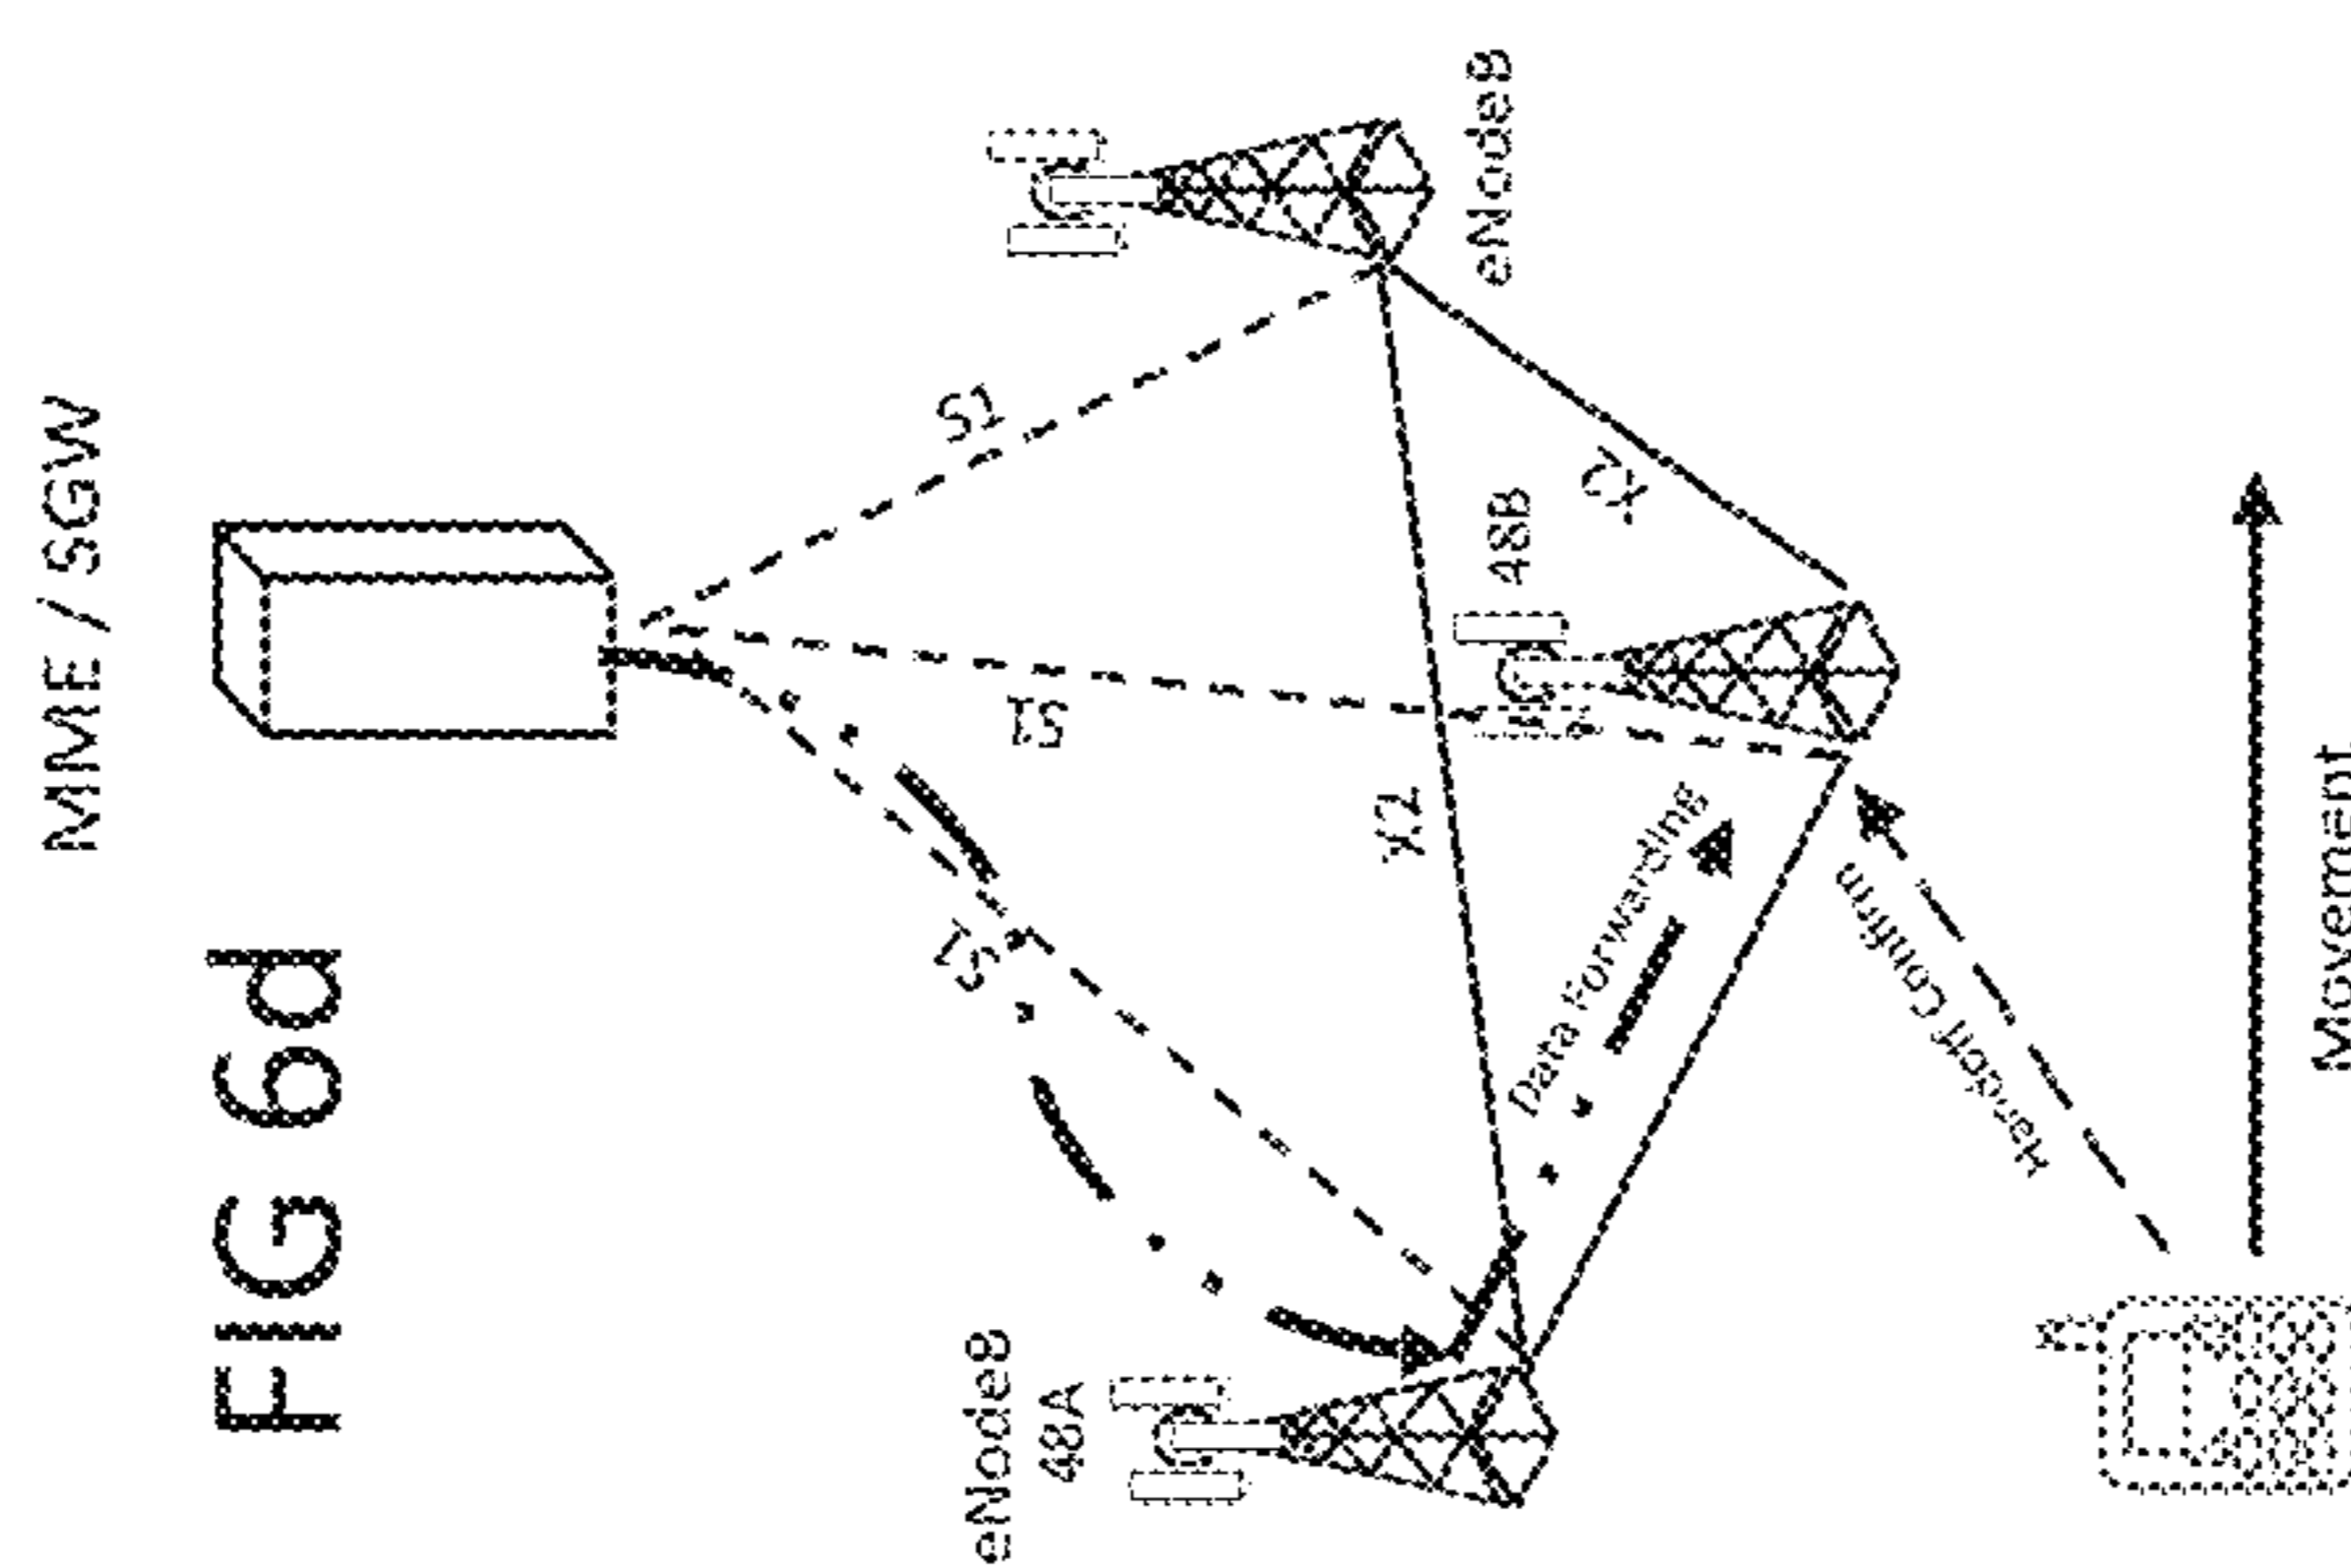 FIG 6d
MME / SGW
S1
S1
S1
eNodeB
48A
X2
48B
eNodeB
X2
Data Forwarding
Handoff Confirm
Movement